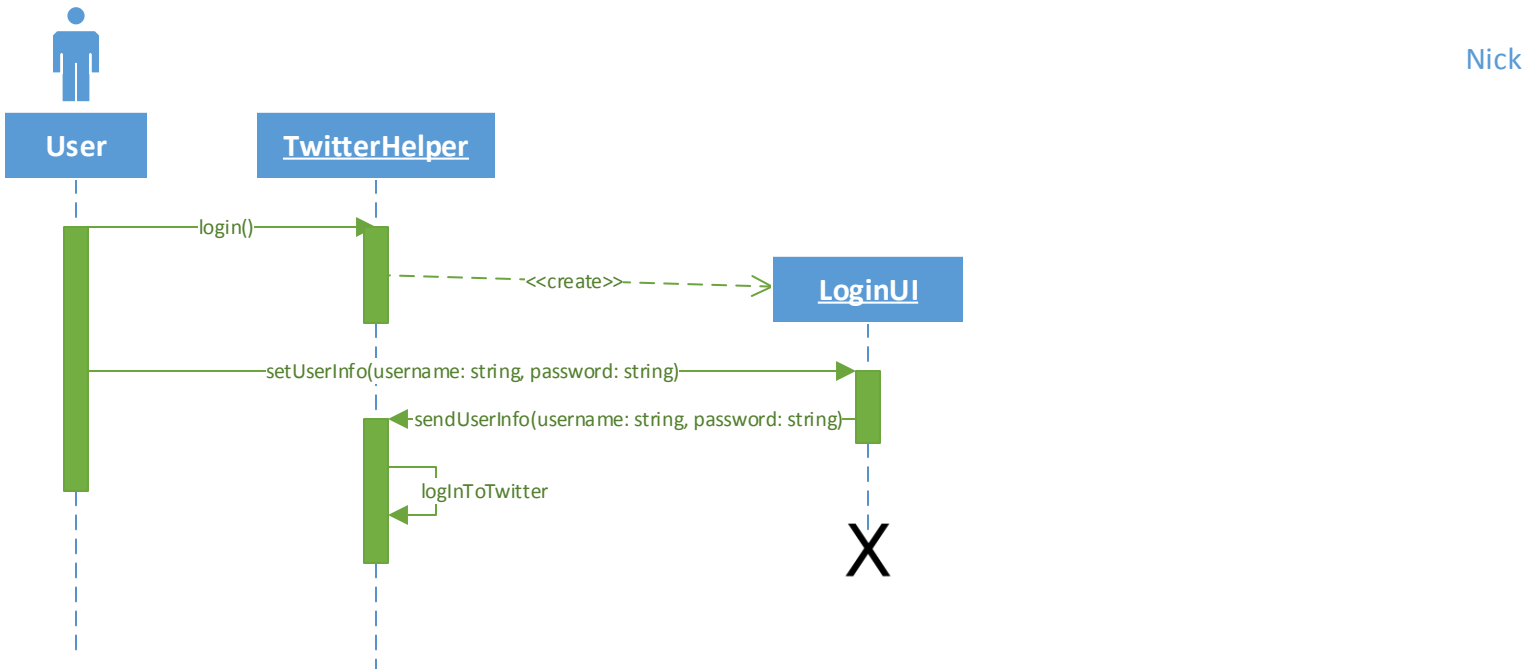 Nick
User
TwitterHelper
login()
<<create>>
LoginUI
setUserInfo(username: string, password: string)
sendUserInfo(username: string, password: string)
logInToTwitter
X